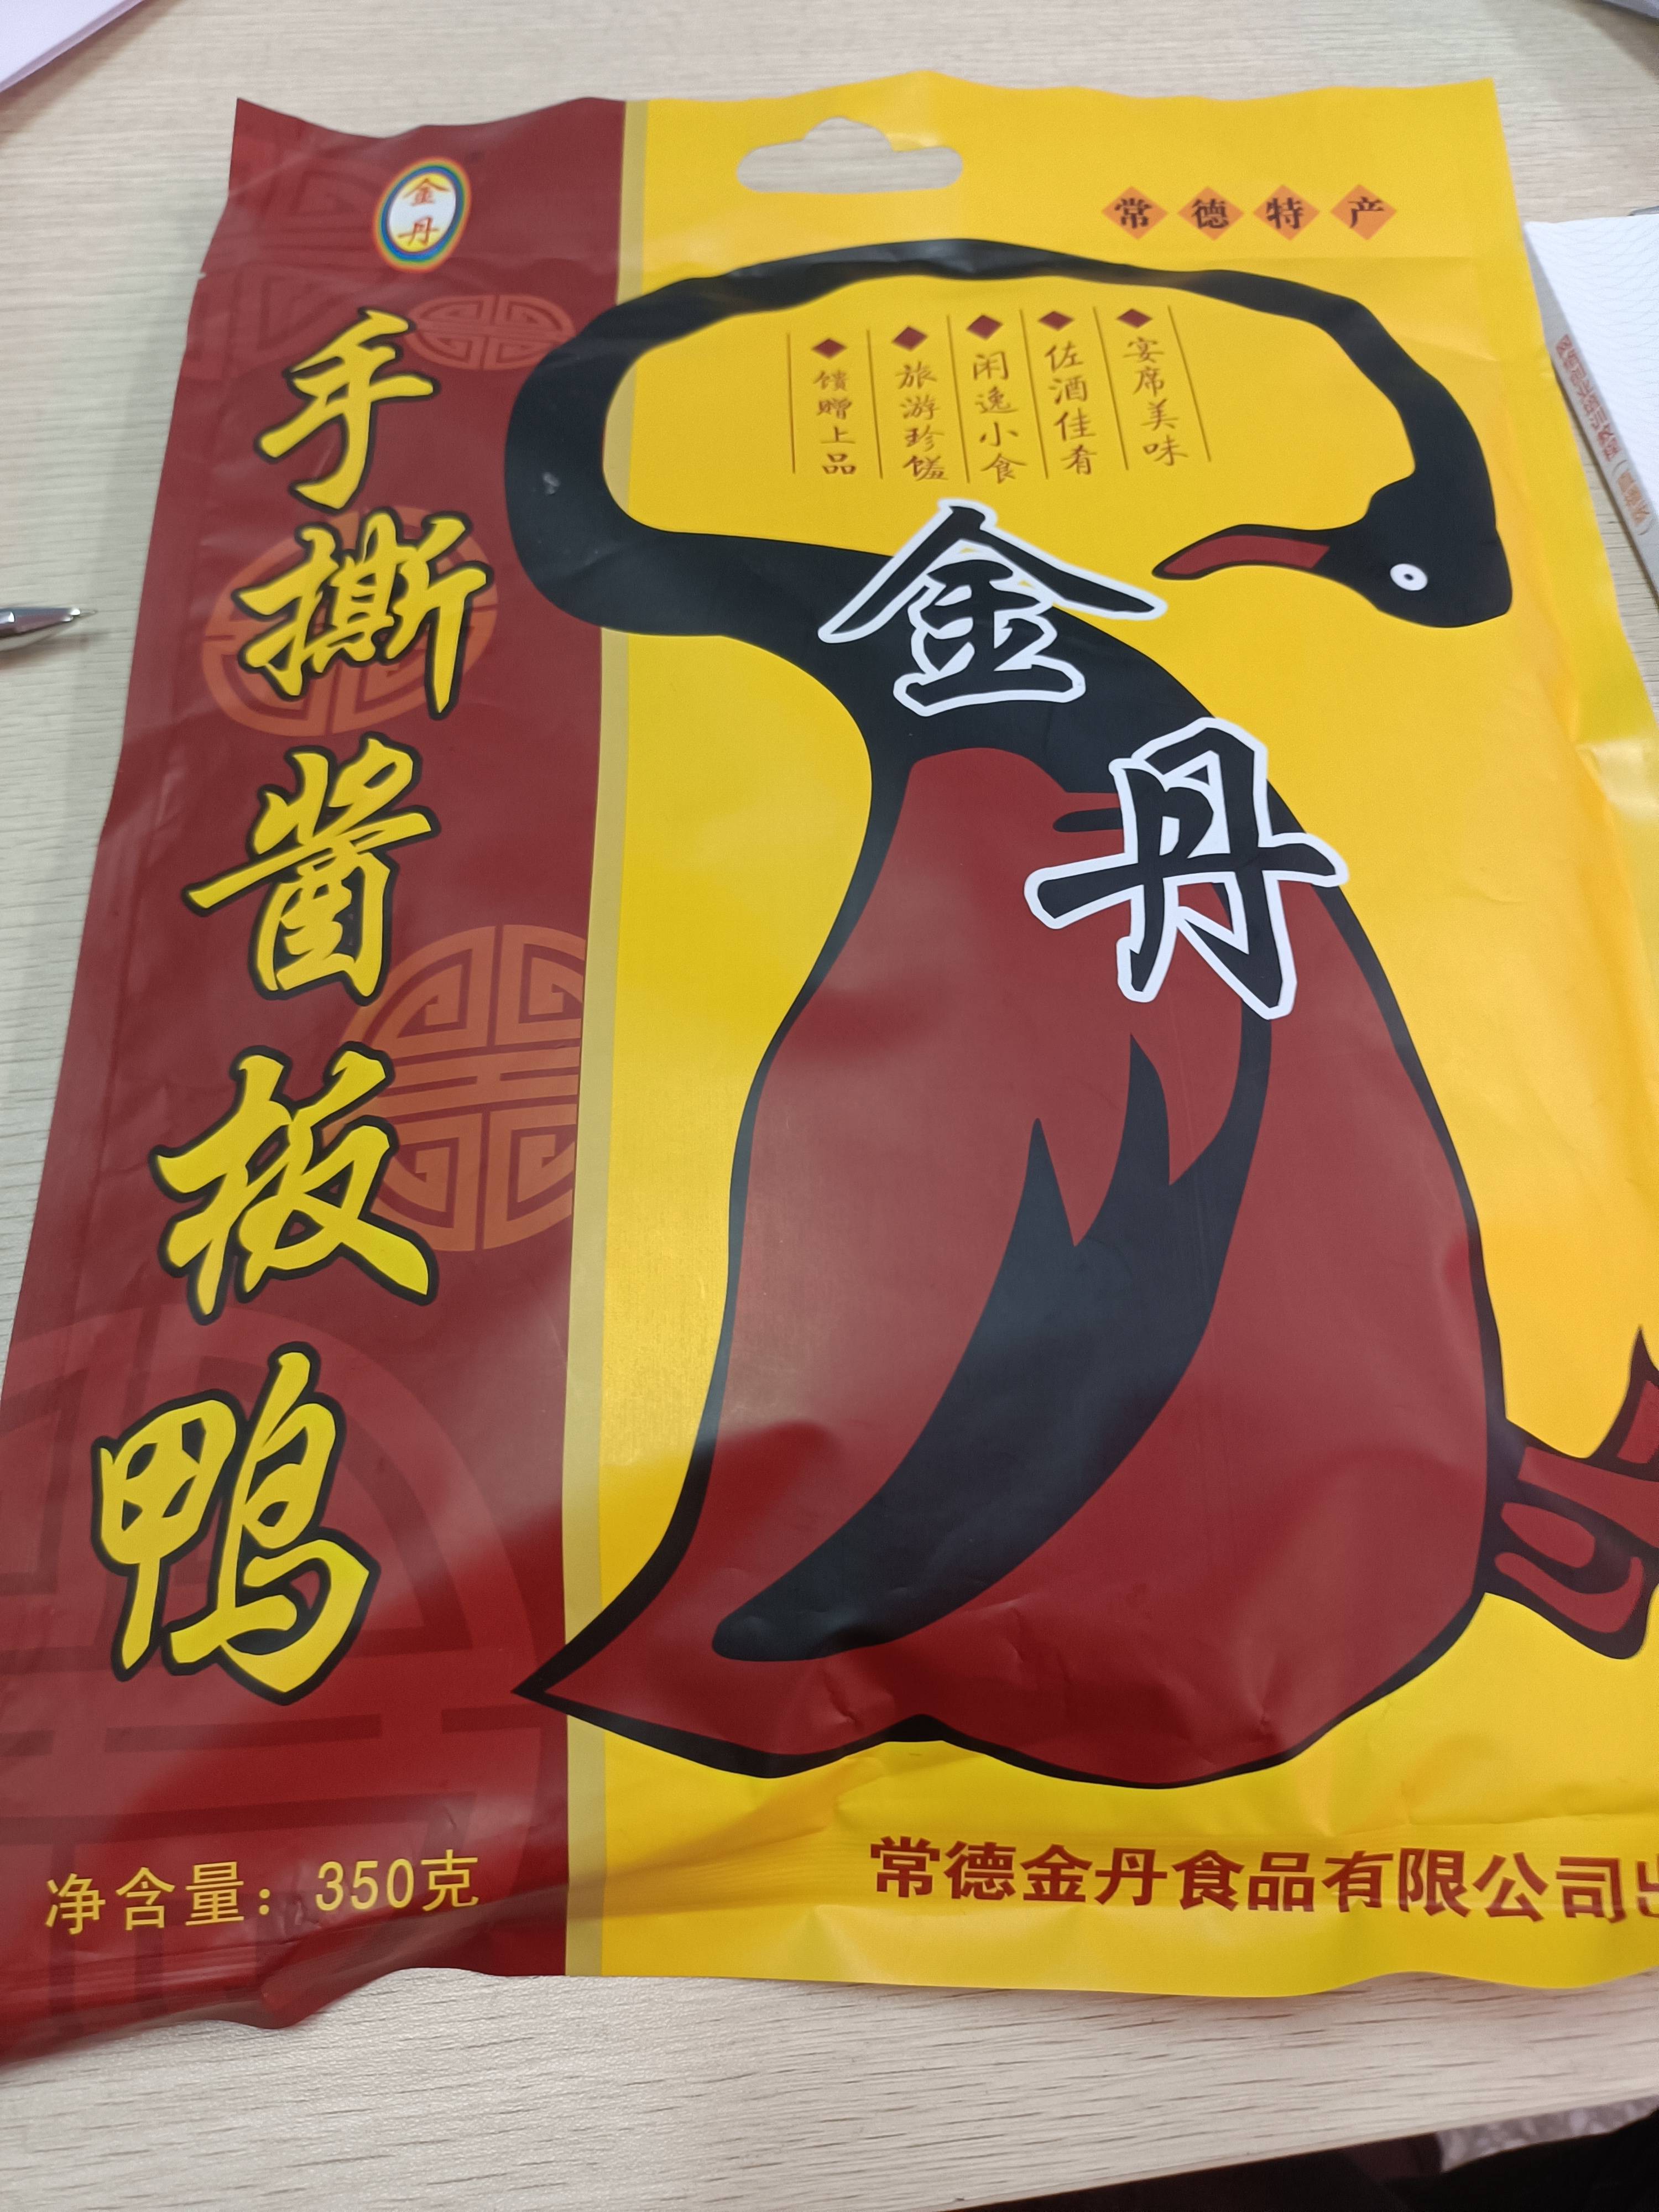 金丹
手撕酱板鸭
净含量：350克
常德特产
宴席美味
佐酒佳肴
闲逸小食
旅游珍馐
馈赠上品
金丹
常德金丹食品有限公司出